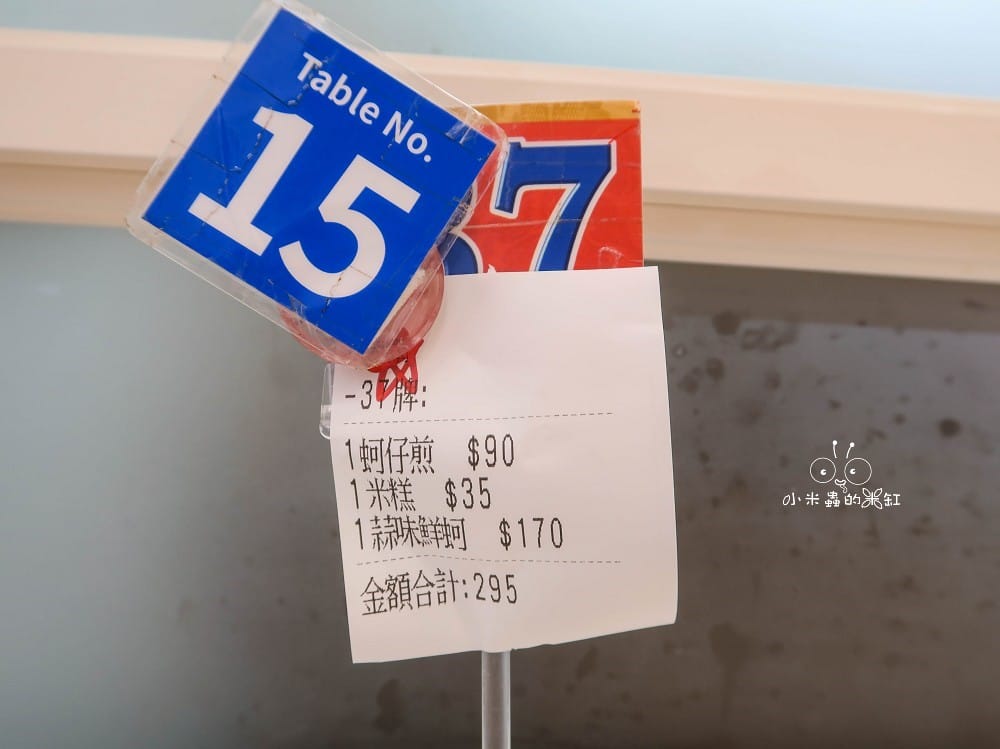 Table No.
15
37
-37牌:
1蚵仔煎 $90
1米糕 $35
1蒜味鮮蚵 $170
金額合計:295
小米蟲的米缸